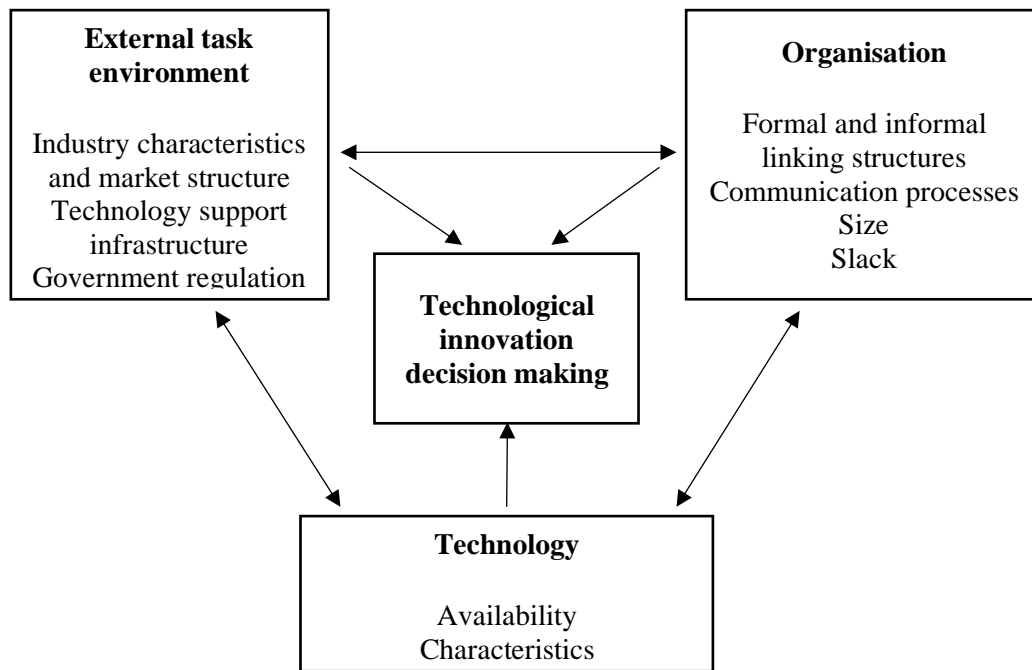 External task
environment
Industry characteristics
and market structure
Technology support
infrastructure
Government regulation
Organisation
Formal and informal
linking structures
Communication processes
Size
Slack
Technological
innovation
decision making
Technology
Availability
Characteristics